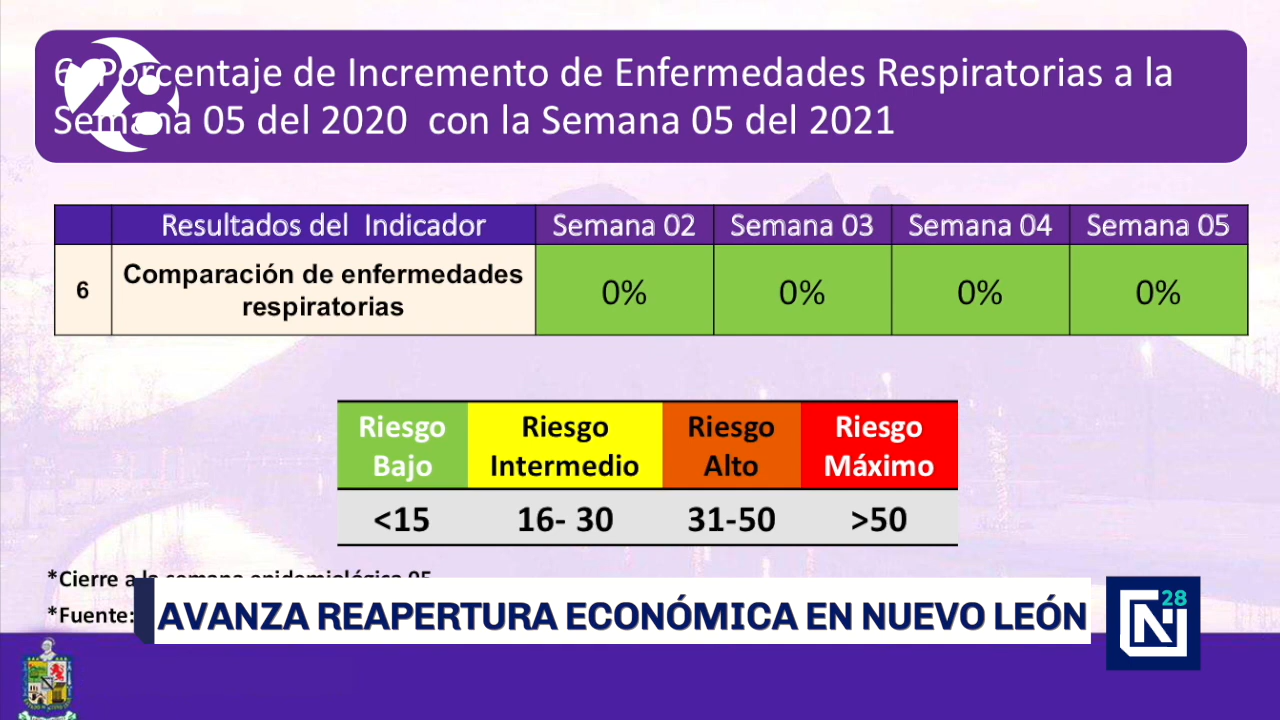 28
6. Porcentaje de Incremento de Enfermedades Respiratorias a la
Semana 05 del 2020 con la Semana 05 del 2021
Resultados del Indicador Semana 02 Semana 03 Semana 04 Semana 05
6 Comparación de enfermedades respiratorias 0% 0% 0% 0%
Riesgo Bajo Riesgo Intermedio Riesgo Alto Riesgo Máximo
<15 16- 30 31-50 >50
*Cierre a la semana epidemiológica 05
*Fuente:
AVANZA REAPERTURA ECONÓMICA EN NUEVO LEÓN
N 28